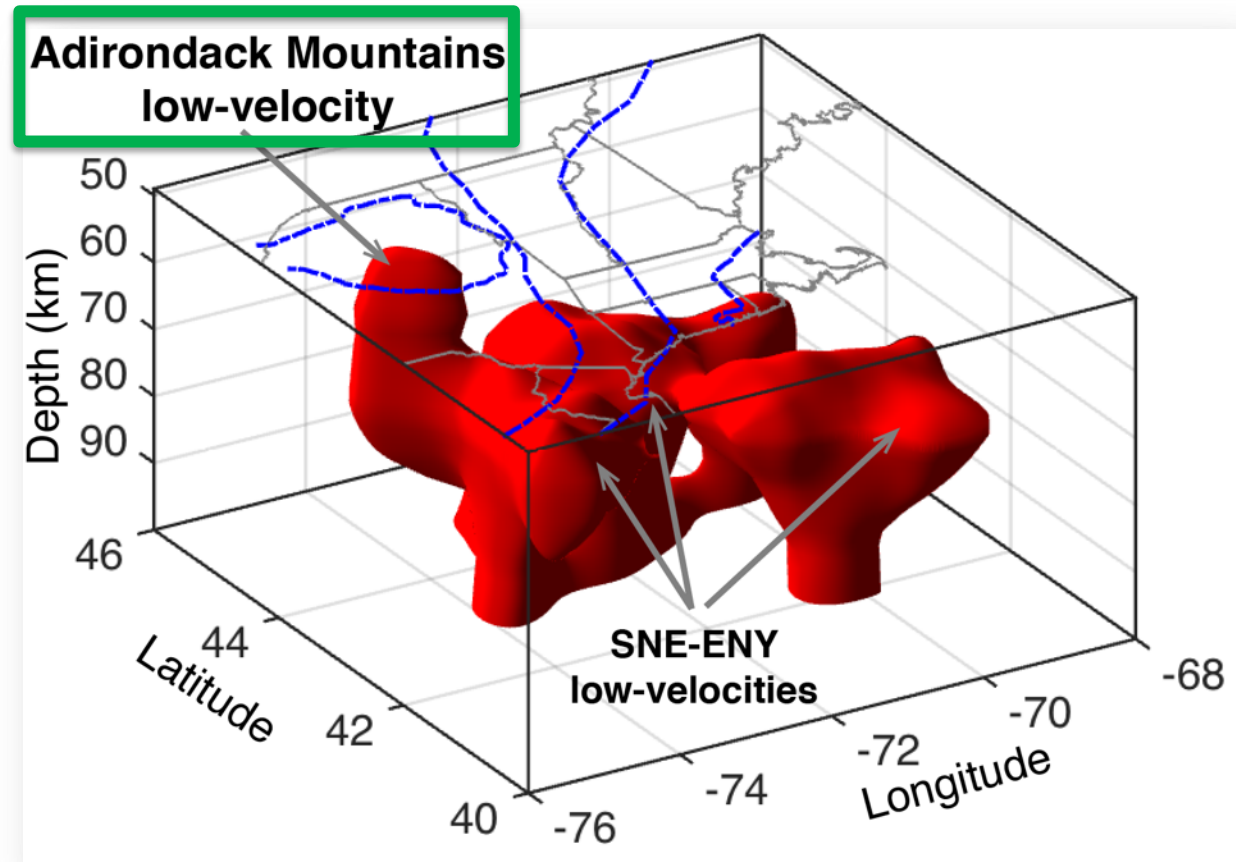 Adirondack Mountains
low-velocity
50
60
70
80
90
Depth (km)
46
44
42
40
Latitude
SNE-ENY
low-velocities
-76
-74
-72
-70
-68
Longitude